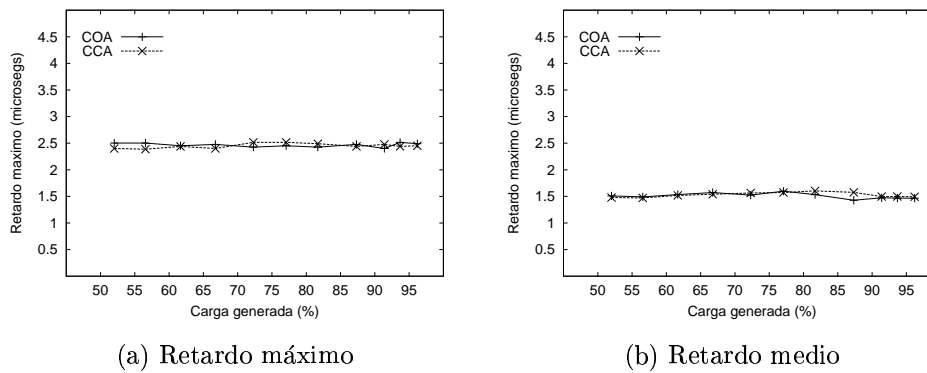 COA
CCA
Retardo maximo (microsegs)
4.5
4
3.5
3
2.5
2
1.5
1
0.5
50 55 60 65 70 75 80 85 90 95
Carga generada (%)
(a) Retardo máximo
COA
CCA
Retardo maximo (microsegs)
4.5
4
3.5
3
2.5
2
1.5
1
0.5
50 55 60 65 70 75 80 85 90 95
Carga generada (%)
(b) Retardo medio